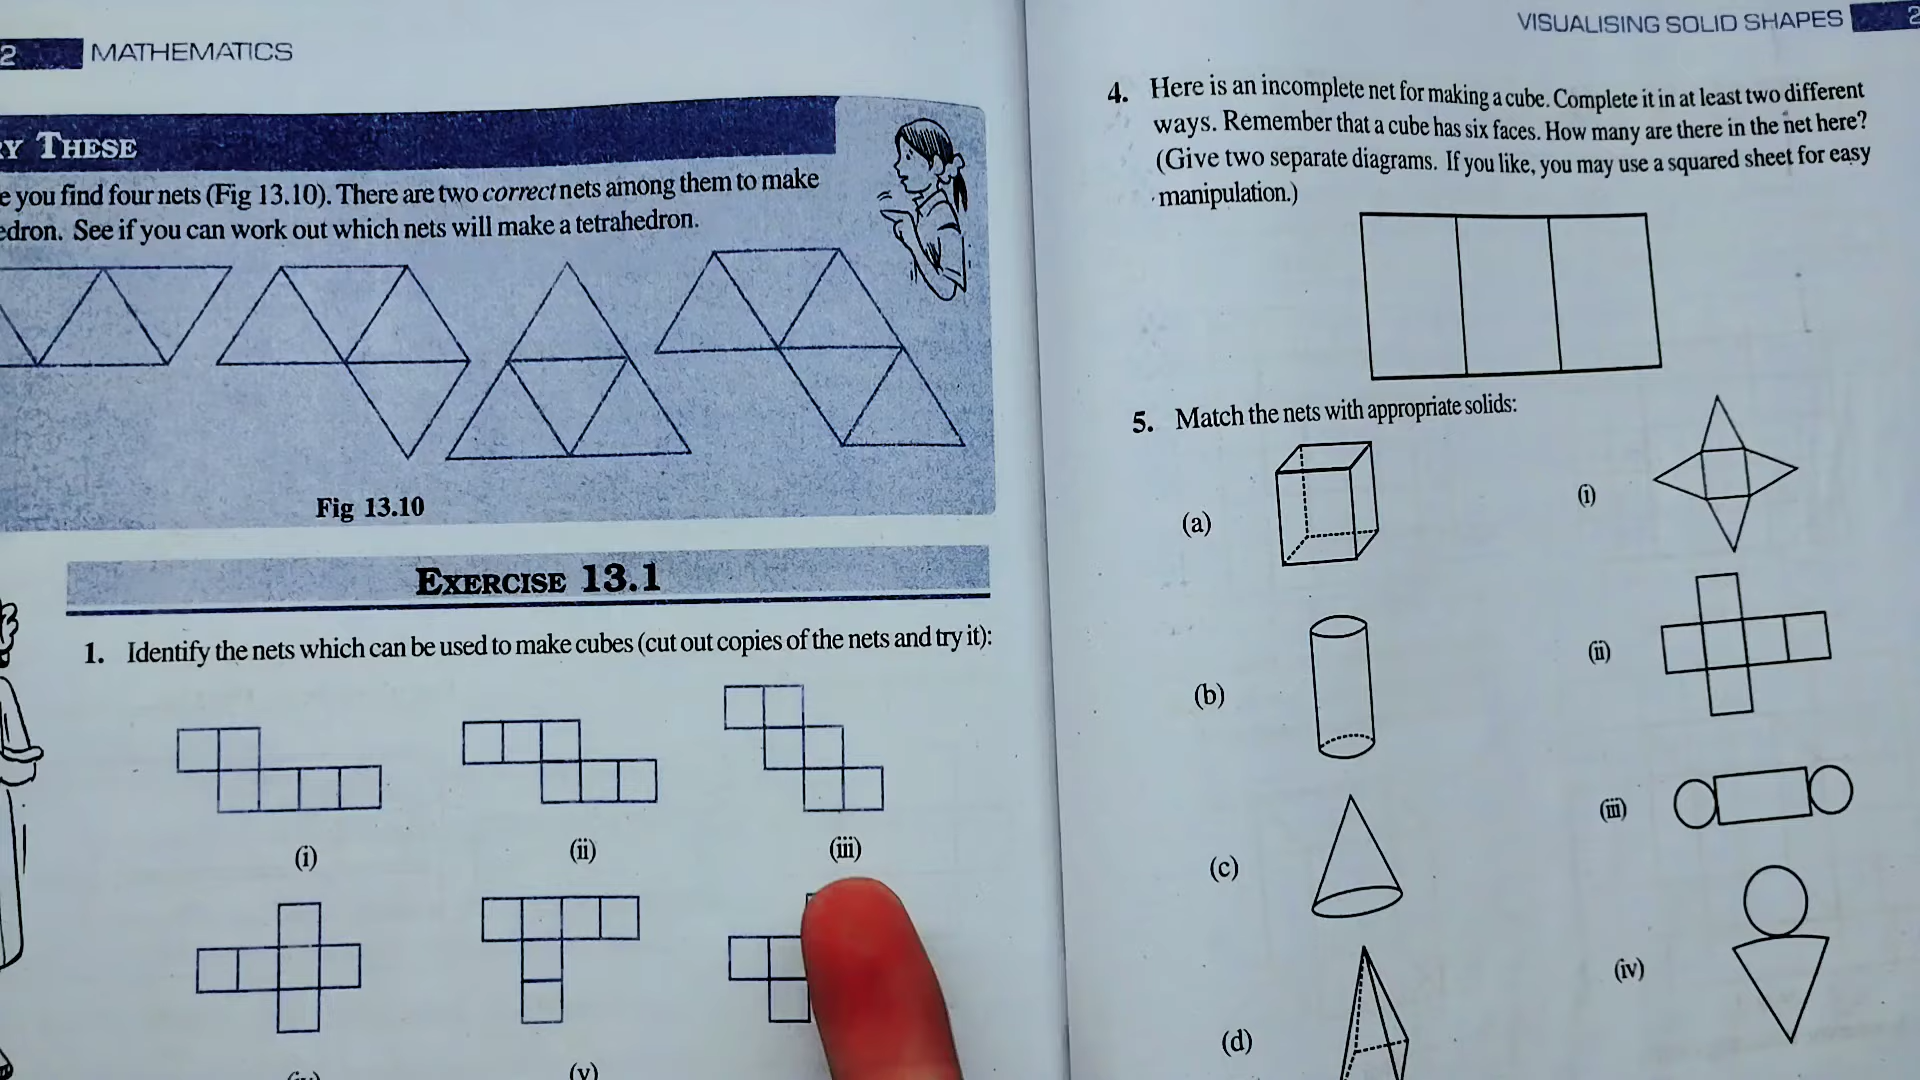 2 MATHEMATICS
THESE
you find four nets (Fig 13.10). There are two correct nets among them to make
See if you can work out which nets will make a tetrahedron.
Fig 13.10
EXERCISE 13.1
1. Identify the nets which can be used to make cubes (cut out copies of the nets and try it):
(i) (ii) (iii)
(v)
VISUALISING SOLID SHAPES 2
4. Here is an incomplete net for making a cube. Complete it in at least two different
ways. Remember that a cube has six faces. How many are there in the net here?
(Give two separate diagrams. If you like, you may use a squared sheet for easy
manipulation.)
5. Match the nets with appropriate solids:
(a) (i)
(b) (ii)
(c) (iii)
(d) (iv)